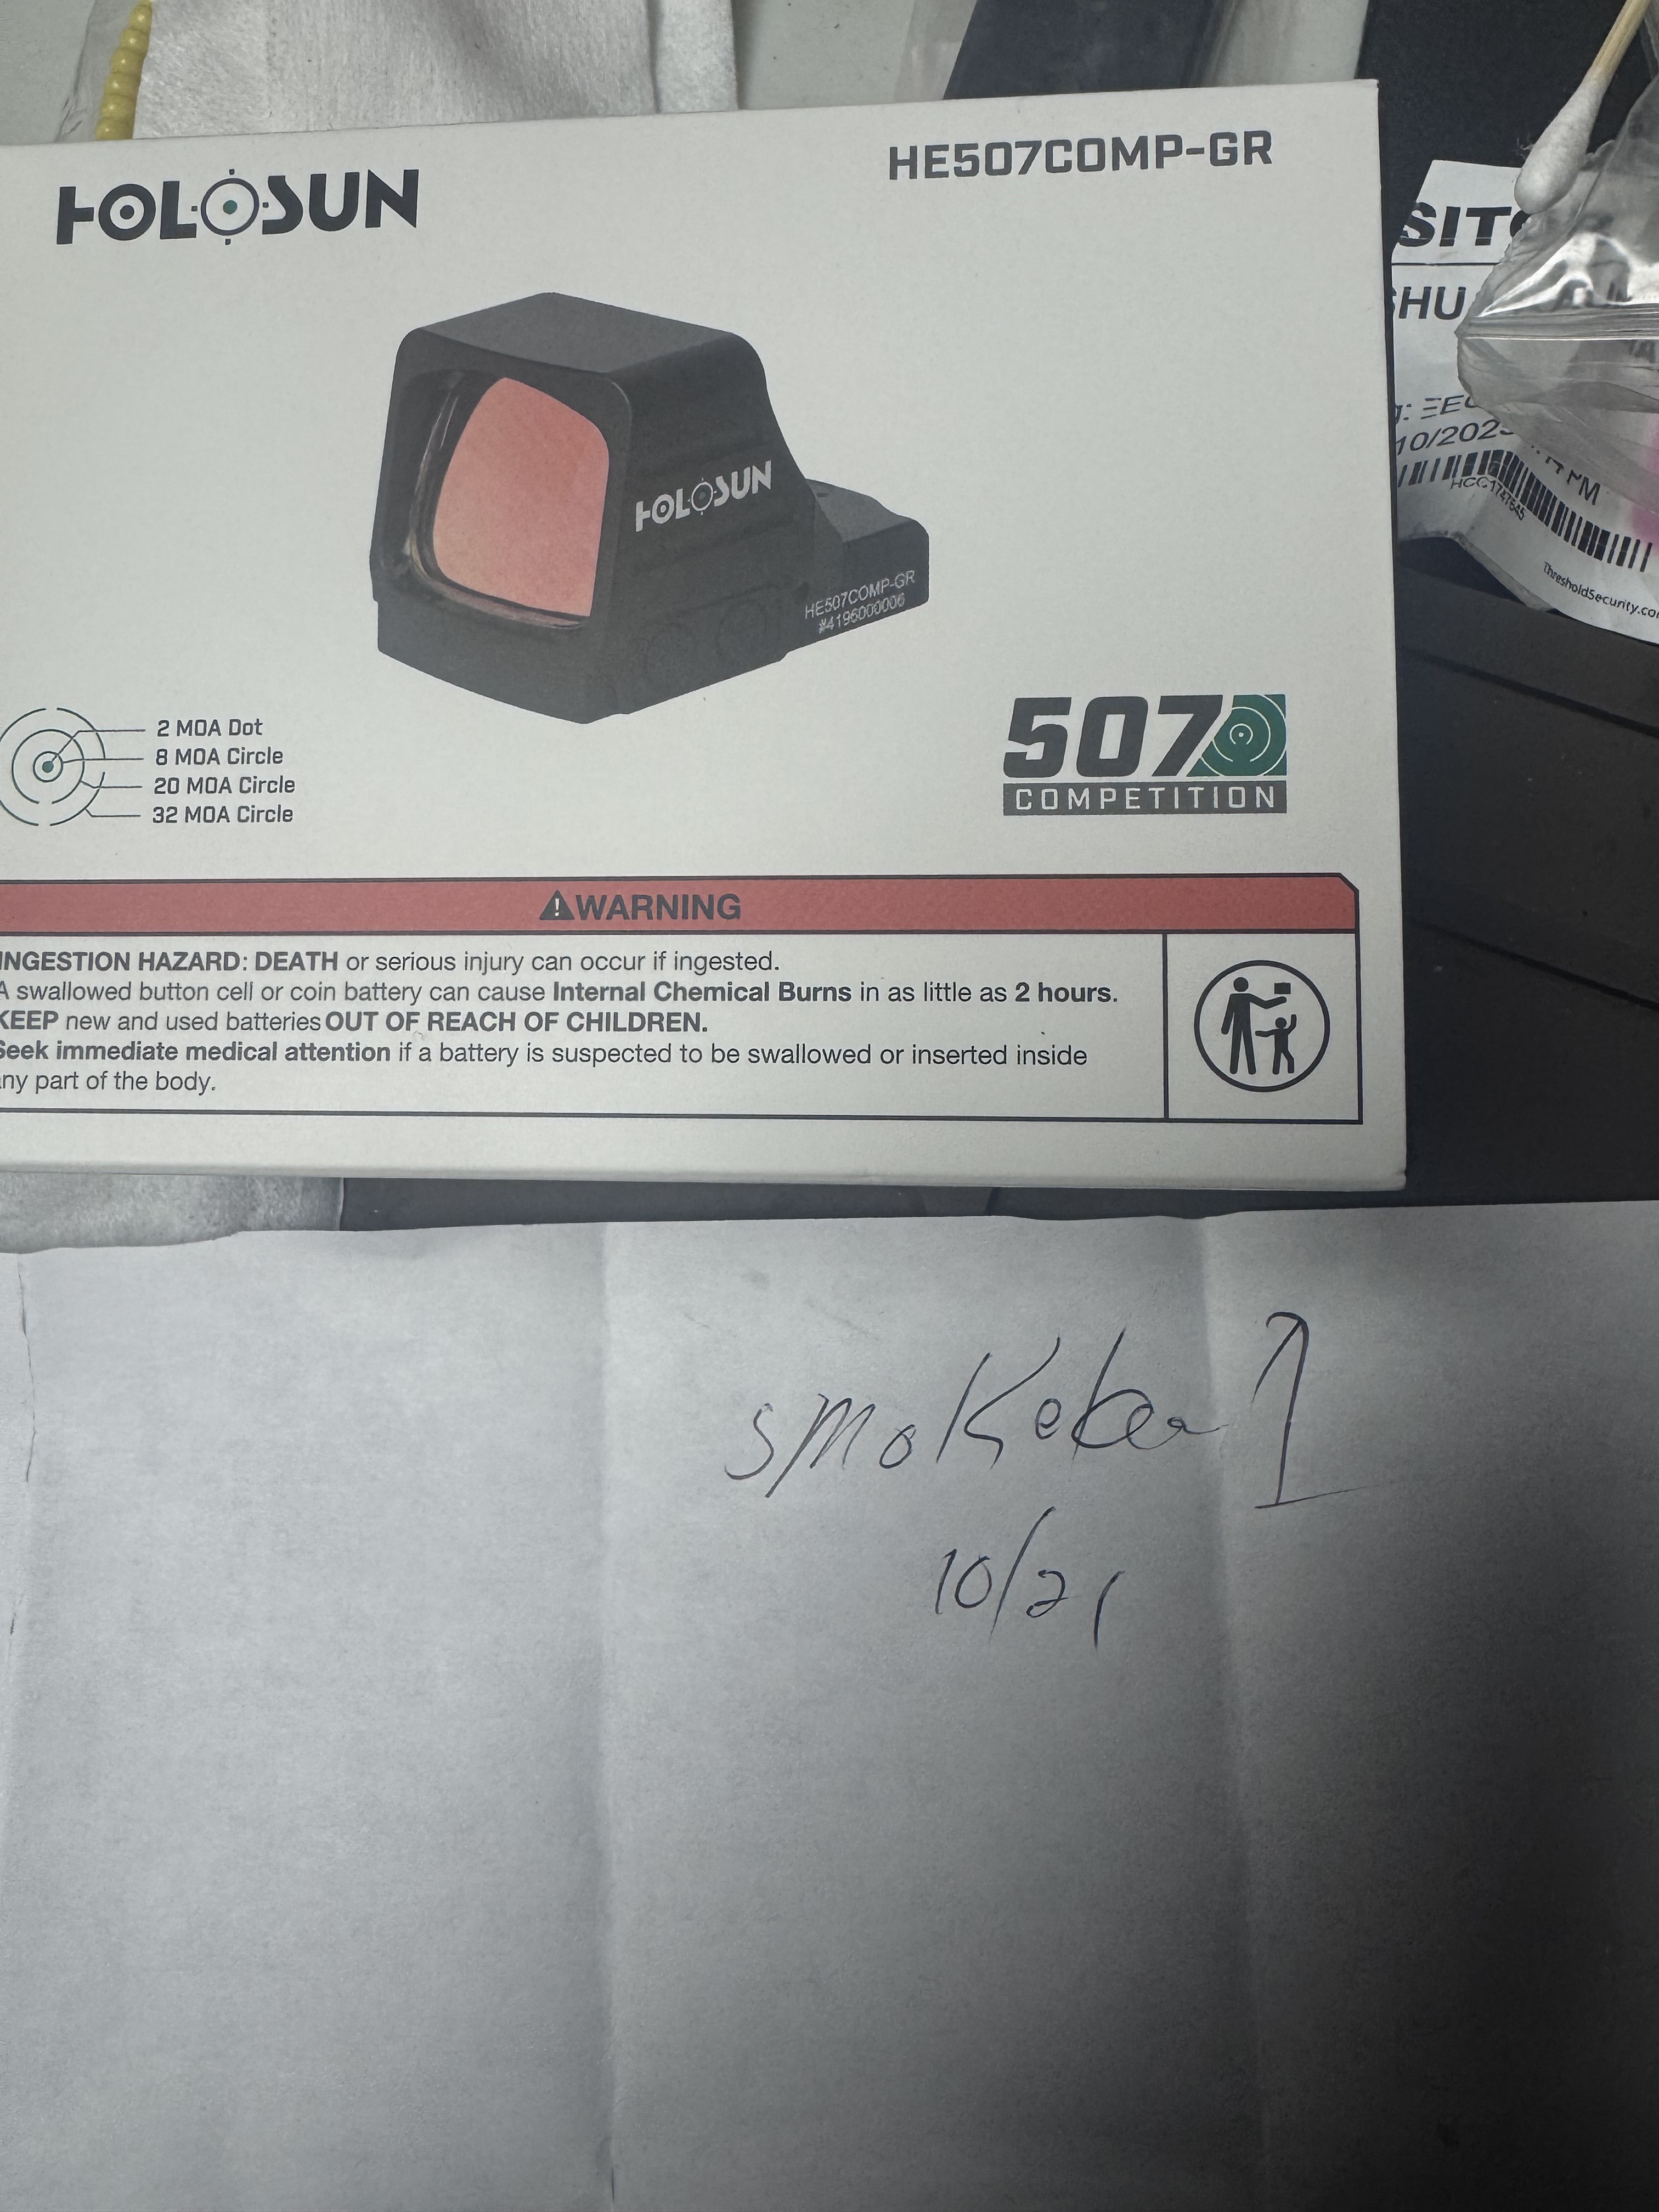 HOLOSUN
HE507COMP-GR
HOLOSUN
HE507COMP-GR
#4196000006
2 MOA Dot
8 MOA Circle
20 MOA Circle
32 MOA Circle
507
COMPETITION
WARNING
INGESTION HAZARD: DEATH or serious injury can occur if ingested.
A swallowed button cell or coin battery can cause Internal Chemical Burns in as little as 2 hours.
KEEP new and used batteries OUT OF REACH OF CHILDREN.
Seek immediate medical attention if a battery is suspected to be swallowed or inserted inside
any part of the body.
10/202
PM
ThresholdSecurity.co
10/21